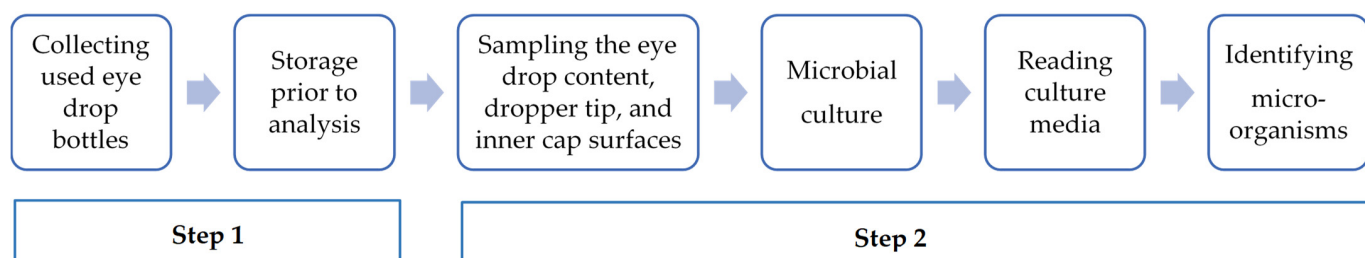 Collecting
used eye
drop
bottles
Storage
prior to
analysis
Sampling the eye
drop content,
dropper tip, and
inner cap surfaces
Microbial
culture
Reading
culture
media
Identifying
micro-
organisms
Step 1
Step 2